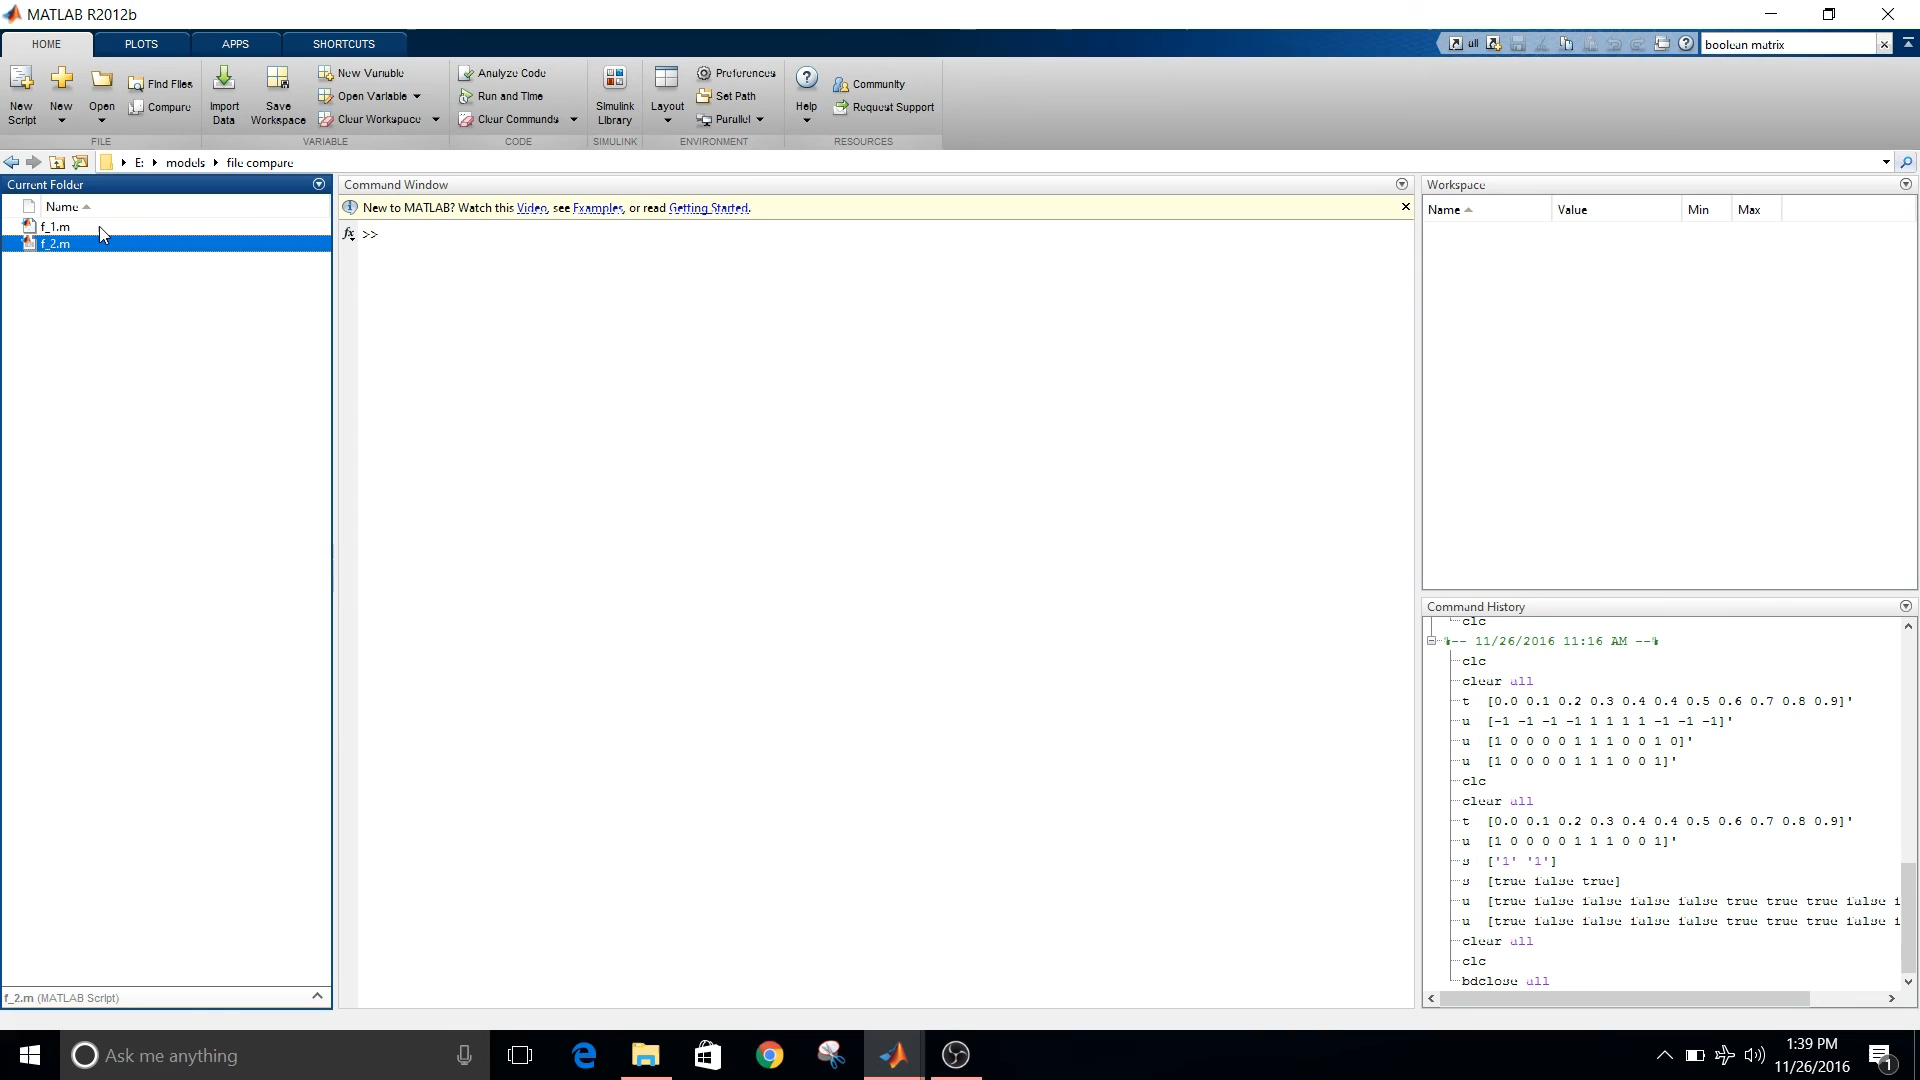 MATLAB R2012b
HOME
PLOTS
APPS
SHORTCUTS
all
boolean matrix
New Script
New
Open
Find Files
Compare
Import Data
Save Workspace
New Variable
Open Variable
Clear Workspace
Analyze Code
Run and Time
Clear Commands
Simulink Library
Layout
Preferences
Set Path
Parallel
Help
Community
Request Support
FILE
VARIABLE
CODE
SIMULINK
ENVIRONMENT
RESOURCES
E: models file compare
Current Folder
Name
f_1.m
f_2.m
f_2.m (MATLAB Script)
Command Window
New to MATLAB? Watch this Video, see Examples, or read Getting Started.
fx >>
Workspace
Name Value Min Max
Command History
clc
%-- 11/26/2016 11:16 AM --%
clc
clear all
t [0.0 0.1 0.2 0.3 0.4 0.4 0.5 0.6 0.7 0.8 0.9]'
u [-1 -1 -1 -1 1 1 1 1 -1 -1 -1]'
u [1 0 0 0 0 1 1 1 0 0 1 0]'
u [1 0 0 0 0 1 1 1 0 0 1]'
clc
clear all
t [0.0 0.1 0.2 0.3 0.4 0.4 0.5 0.6 0.7 0.8 0.9]'
u [1 0 0 0 0 1 1 1 0 0 1]'
s ['1' '1']
s [true false true]
u [true false false false false true true true false
u [true false false false false true true true false
clear all
clc
bdclose all
Ask me anything
1:39 PM
11/26/2016
1